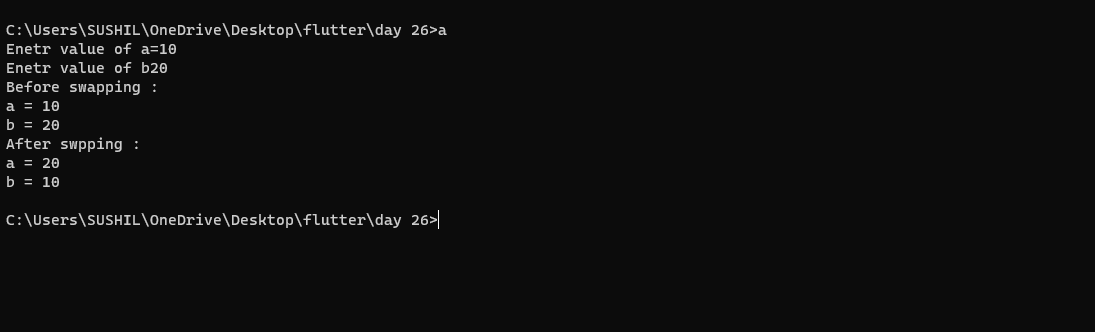 C:\Users\SUSHIL\OneDrive\Desktop\flutter\day 26>a
Enetr value of a=10
Enetr value of b20
Before swapping :
a = 10
b = 20
After swpping :
a = 20
b = 10
C:\Users\SUSHIL\OneDrive\Desktop\flutter\day 26>